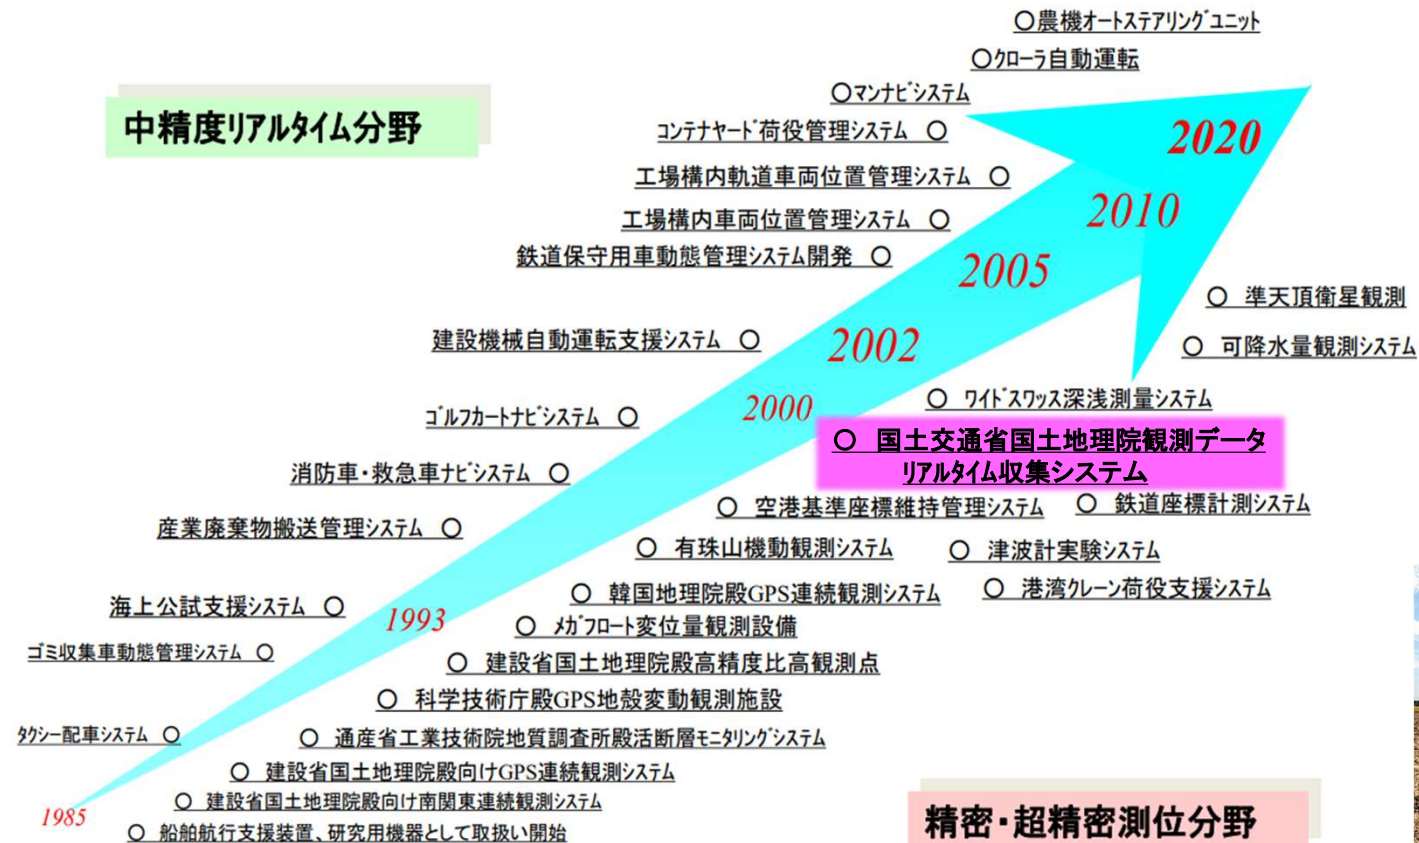 ○農機オートステアリングユニット
○クローラ自動運転
○マンナビシステム
中精度リアルタイム分野
コンテナヤード荷役管理システム ○
2020
工場構内軌道車両位置管理システム ○
2010
工場構内車両位置管理システム ○
鉄道保守用車動態管理システム開発 ○
2005
○ 準天頂衛星観測
建設機械自動運転支援システム ○
2002
○ 可降水量観測システム
○ ワイドスワッス深浅測量システム
ゴルフカートナビシステム ○
2000
○ 国土交通省国土地理院観測データ
リアルタイム収集システム
消防車・救急車ナビシステム ○
○ 空港基準座標維持管理システム
○ 鉄道座標計測システム
産業廃棄物搬送管理システム ○
○ 有珠山機動観測システム
○ 津波計実験システム
○ 韓国地理院殿GPS連続観測システム
○ 港湾クレーン荷役支援システム
海上公試支援システム ○
1993
○ メガフロート変位量観測設備
ゴミ収集車動態管理システム ○
○ 建設省国土地理院殿高精度比高観測点
○ 科学技術庁殿GPS地殻変動観測施設
タクシー配車システム ○
○ 通産省工業技術院地質調査所殿活断層モニタリングシステム
○ 建設省国土地理院殿向けGPS連続観測システム
○ 建設省国土地理院殿向け南関東連続観測システム
1985
○ 船舶航行支援装置、研究用機器として取扱い開始
精密・超精密測位分野